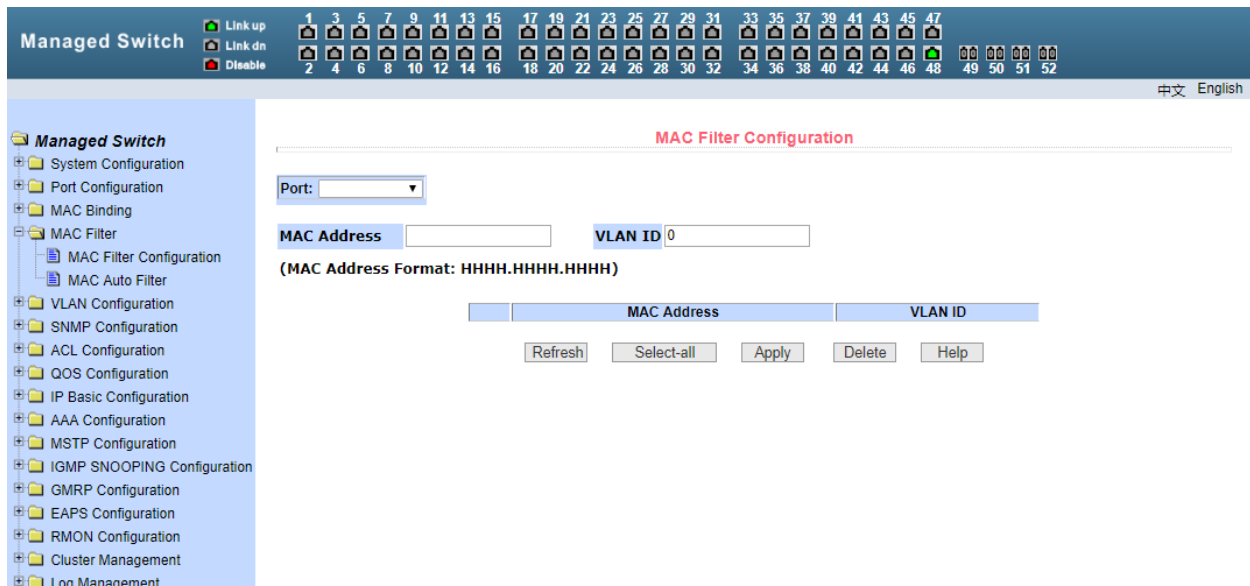 Managed Switch
Link up
Link dn
Disable
1 3 5 7 9 11 13 15 17 19 21 23 25 27 29 31 33 35 37 39 41 43 45 47
2 4 6 8 10 12 14 16 18 20 22 24 26 28 30 32 34 36 38 40 42 44 46 48 49 50 51 52
中文 English
Managed Switch
System Configuration
Port Configuration
MAC Binding
MAC Filter
MAC Filter Configuration
MAC Auto Filter
VLAN Configuration
SNMP Configuration
ACL Configuration
QOS Configuration
IP Basic Configuration
AAA Configuration
MSTP Configuration
IGMP SNOOPING Configuration
GMRP Configuration
EAPS Configuration
RMON Configuration
Cluster Management
Log Management
MAC Filter Configuration
Port:
MAC Address VLAN ID 0
(MAC Address Format: HHHH.HHHH.HHHH)
MAC Address VLAN ID
Refresh Select-all Apply Delete Help